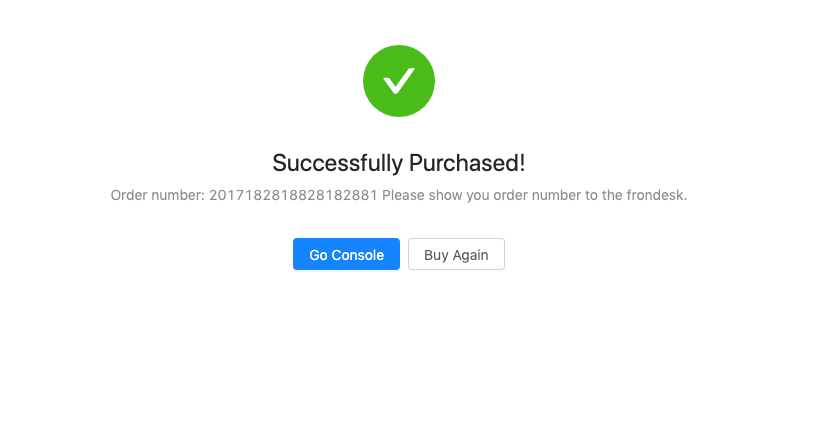 Successfully Purchased!
Order number: 2017182818828182881 Please show you order number to the frondesk.
Go Console
Buy Again